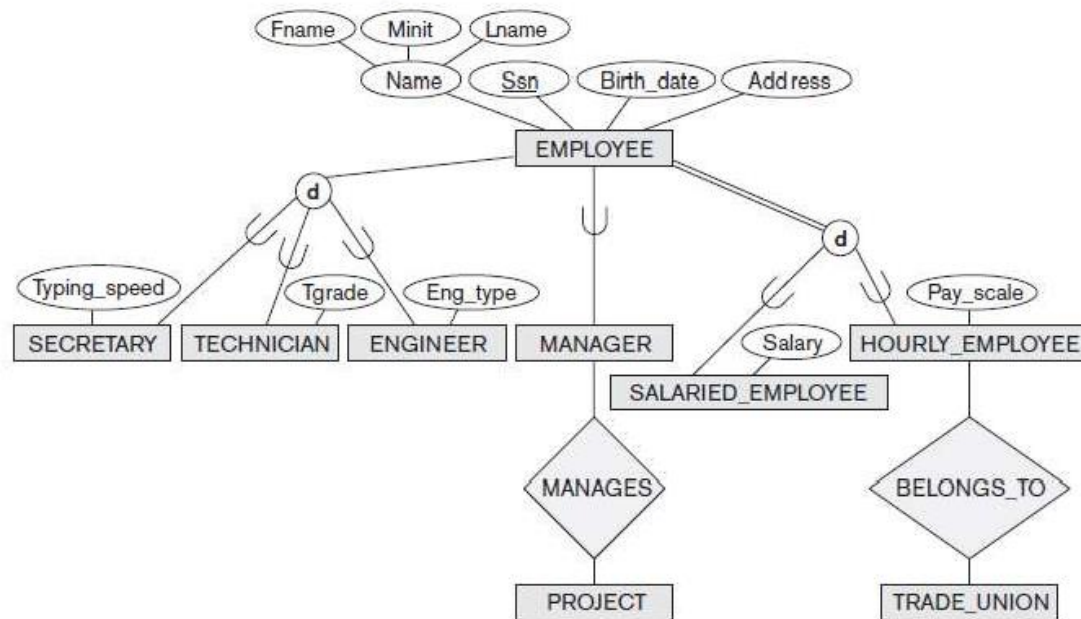 Fname Minit Lname
Name Ssn Birth_date Address
EMPLOYEE
d
d
Typing_speed Tgrade Eng_type Pay_scale
SECRETARY TECHNICIAN ENGINEER MANAGER Salary HOURLY_EMPLOYEE
SALARIED_EMPLOYEE
MANAGES BELONGS_TO
PROJECT TRADE_UNION